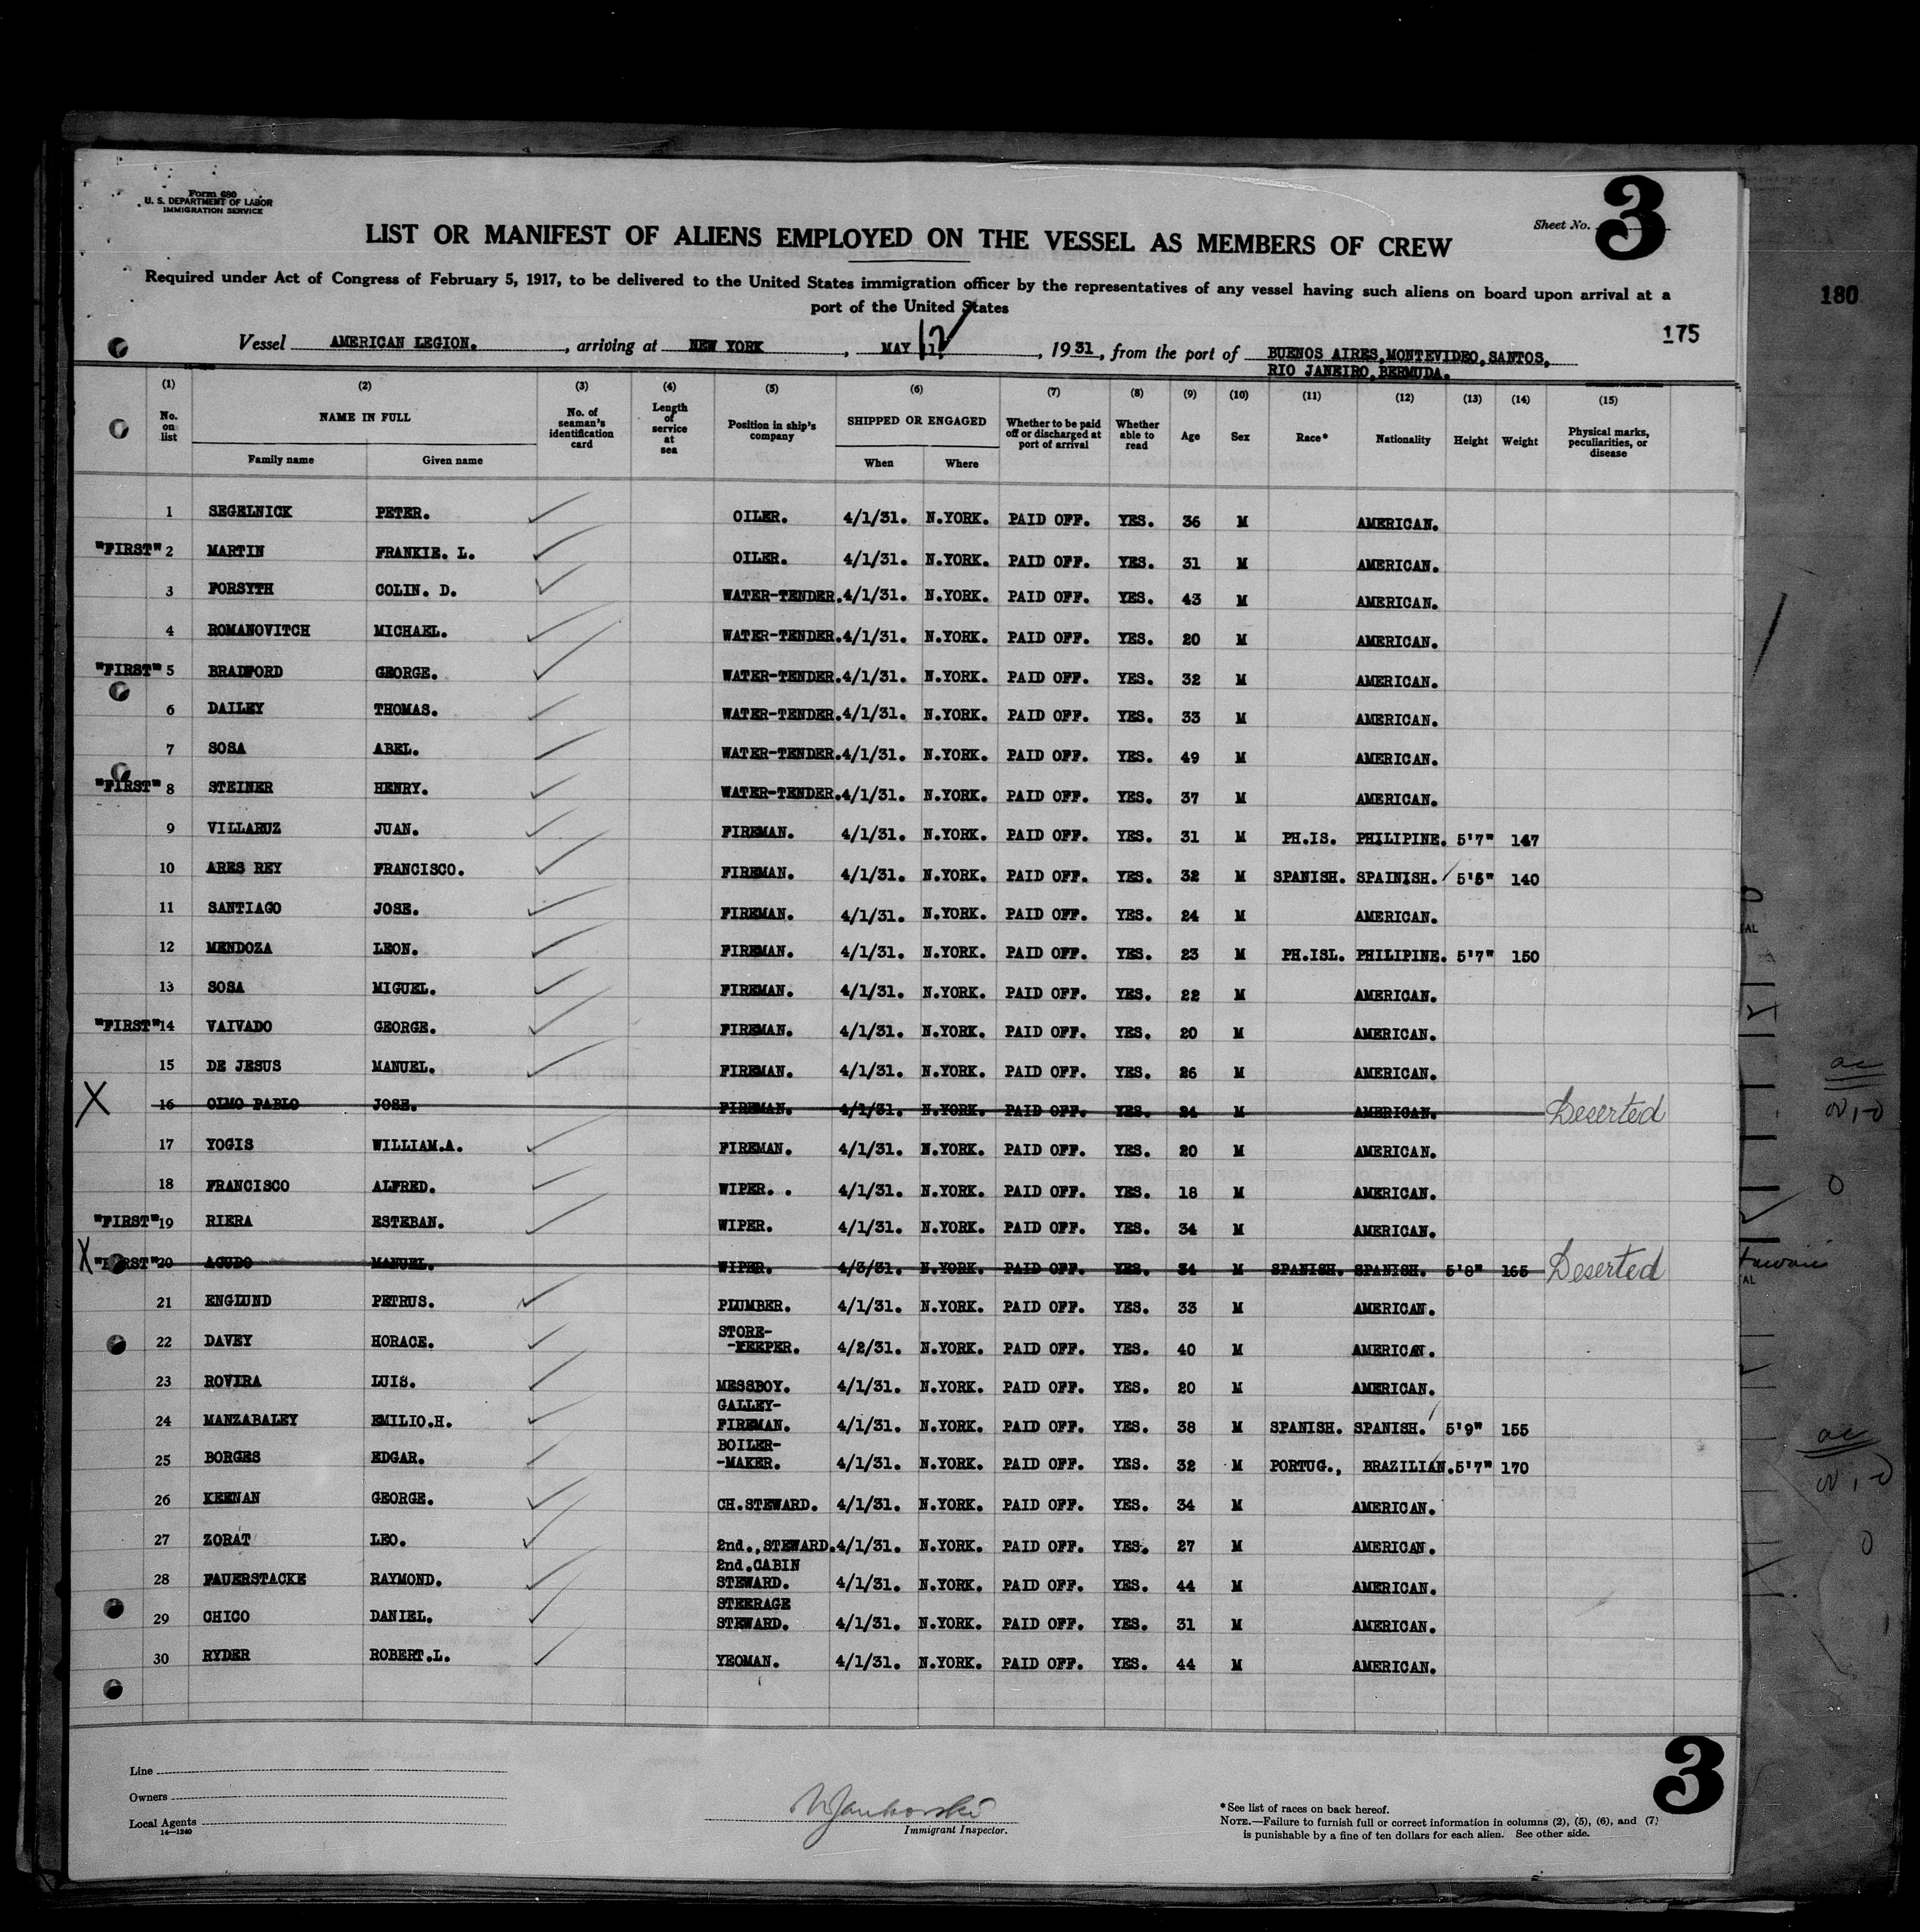 Form 680
U. S. DEPARTMENT OF LABOR
IMMIGRATION SERVICE
Sheet No. 3
LIST OR MANIFEST OF ALIENS EMPLOYED ON THE VESSEL AS MEMBERS OF CREW
Required under Act of Congress of February 5, 1917, to be delivered to the United States immigration officer by the representatives of any vessel having such aliens on board upon arrival at a
port of the United States
180
175
Vessel AMERICAN LEGION. , arriving at NEW YORK , MAY 12 , 1931, from the port of BUENOS AIRES, MONTEVIDEO, SANTOS,
RIO JANEIRO, BERMUDA.
(1) (2) (3) (4) (5) (6) (7) (8) (9) (10) (11) (12) (13) (14) (15)
No. on list NAME IN FULL No. of seaman's identification card Length of service at sea Position in ship's company SHIPPED OR ENGAGED Whether to be paid off or discharged at port of arrival Whether able to read Age Sex Race* Nationality Height Weight Physical marks, peculiarities, or disease
Family name Given name When Where
1 SEGELNICK PETER. OILER. 4/1/31. N.YORK. PAID OFF. YES. 36 M AMERICAN.
"FIRST" 2 MARTIN FRANKIE. L. OILER. 4/1/31. N.YORK. PAID OFF. YES. 31 M AMERICAN.
3 FORSYTH COLIN. D. WATER-TENDER. 4/1/31. N.YORK. PAID OFF. YES. 43 M AMERICAN.
4 ROMANOVITCH MICHAEL. WATER-TENDER. 4/1/31. N.YORK. PAID OFF. YES. 20 M AMERICAN.
"FIRST" 5 BRADFORD GEORGE. WATER-TENDER. 4/1/31. N.YORK. PAID OFF. YES. 32 M AMERICAN.
6 DAILEY THOMAS. WATER-TENDER. 4/1/31. N.YORK. PAID OFF. YES. 33 M AMERICAN.
7 SOSA ABEL. WATER-TENDER. 4/1/31. N.YORK. PAID OFF. YES. 49 M AMERICAN.
"FIRST" 8 STEINER HENRY. WATER-TENDER. 4/1/31. N.YORK. PAID OFF. YES. 37 M AMERICAN.
9 VILLARUZ JUAN. FIREMAN. 4/1/31. N.YORK. PAID OFF. YES. 31 M PH.IS. PHILIPINE. 5'7" 147
10 ARES REY FRANCISCO. FIREMAN. 4/1/31. N.YORK. PAID OFF. YES. 32 M SPANISH. SPAINISH. 5'5" 140
11 SANTIAGO JOSE. FIREMAN. 4/1/31. N.YORK. PAID OFF. YES. 24 M AMERICAN.
12 MENDOZA LEON. FIREMAN. 4/1/31. N.YORK. PAID OFF. YES. 23 M PH.ISL. PHILIPINE. 5'7" 150
13 SOSA MIGUEL. FIREMAN. 4/1/31. N.YORK. PAID OFF. YES. 22 M AMERICAN.
"FIRST" 14 VAIVADO GEORGE. FIREMAN. 4/1/31. N.YORK. PAID OFF. YES. 20 M AMERICAN.
15 DE JESUS MANUEL. FIREMAN. 4/1/31. N.YORK. PAID OFF. YES. 26 M AMERICAN.
X 16 OLMO PABLO JOSE. FIREMAN. 4/1/31. N.YORK. PAID OFF. YES. 24 M AMERICAN. Deserted
17 YOGIS WILLIAM.A. FIREMAN. 4/1/31. N.YORK. PAID OFF. YES. 20 M AMERICAN.
18 FRANCISCO ALFRED. WIPER. . 4/1/31. N.YORK. PAID OFF. YES. 18 M AMERICAN.
"FIRST" 19 RIERA ESTEBAN. WIPER. 4/1/31. N.YORK. PAID OFF. YES. 34 M AMERICAN.
X "FIRST" 20 AGUDO MANUEL. WIPER. 4/3/31. N.YORK. PAID OFF. YES. 34 M SPANISH. SPANISH. 5'8" 165 Deserted
21 ENGLUND PETRUS. PLUMBER. 4/1/31. N.YORK. PAID OFF. YES. 33 M AMERICAN.
22 DAVEY HORACE. STORE-
-KEEPER. 4/2/31. N.YORK. PAID OFF. YES. 40 M AMERICAN.
23 ROVIRA LUIS. MESSBOY. 4/1/31. N.YORK. PAID OFF. YES. 20 M AMERICAN.
24 MANZABALEY EMILIO.H. GALLEY-
FIREMAN. 4/1/31. N.YORK. PAID OFF. YES. 38 M SPANISH. SPANISH. 5'9" 155
25 BORGES EDGAR. BOILER-
-MAKER. 4/1/31. N.YORK. PAID OFF. YES. 32 M PORTUG., BRAZILIAN. 5'7" 170
26 KEENAN GEORGE. CH.STEWARD. 4/1/31. N.YORK. PAID OFF. YES. 34 M AMERICAN.
27 ZORAT LEO. 2nd.,STEWARD. 4/1/31. N.YORK. PAID OFF. YES. 27 M AMERICAN.
28 FAUERSTACKE RAYMOND. 2nd.CABIN
STEWARD. 4/1/31. N.YORK. PAID OFF. YES. 44 M AMERICAN.
29 CHICO DANIEL. STEERAGE
STEWARD. 4/1/31. N.YORK. PAID OFF. YES. 31 M AMERICAN.
30 RYDER ROBERT.L. YEOMAN. 4/1/31. N.YORK. PAID OFF. YES. 44 M AMERICAN.
Line
Owners
Local Agents
14—1240
Immigrant Inspector.
*See list of races on back hereof.
NOTE.—Failure to furnish full or correct information in columns (2), (5), (6), and (7)
is punishable by a fine of ten dollars for each alien. See other side.
3